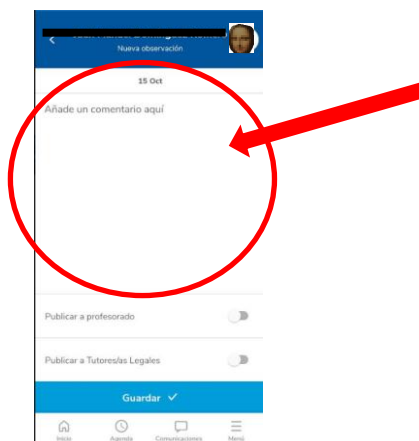 Nueva observación
15 Oct
Añade un comentario aquí
Publicar a profesorado
Publicar a Tutores/as Legales
Guardar
Inicio
Agenda
Comunicaciones
Menú